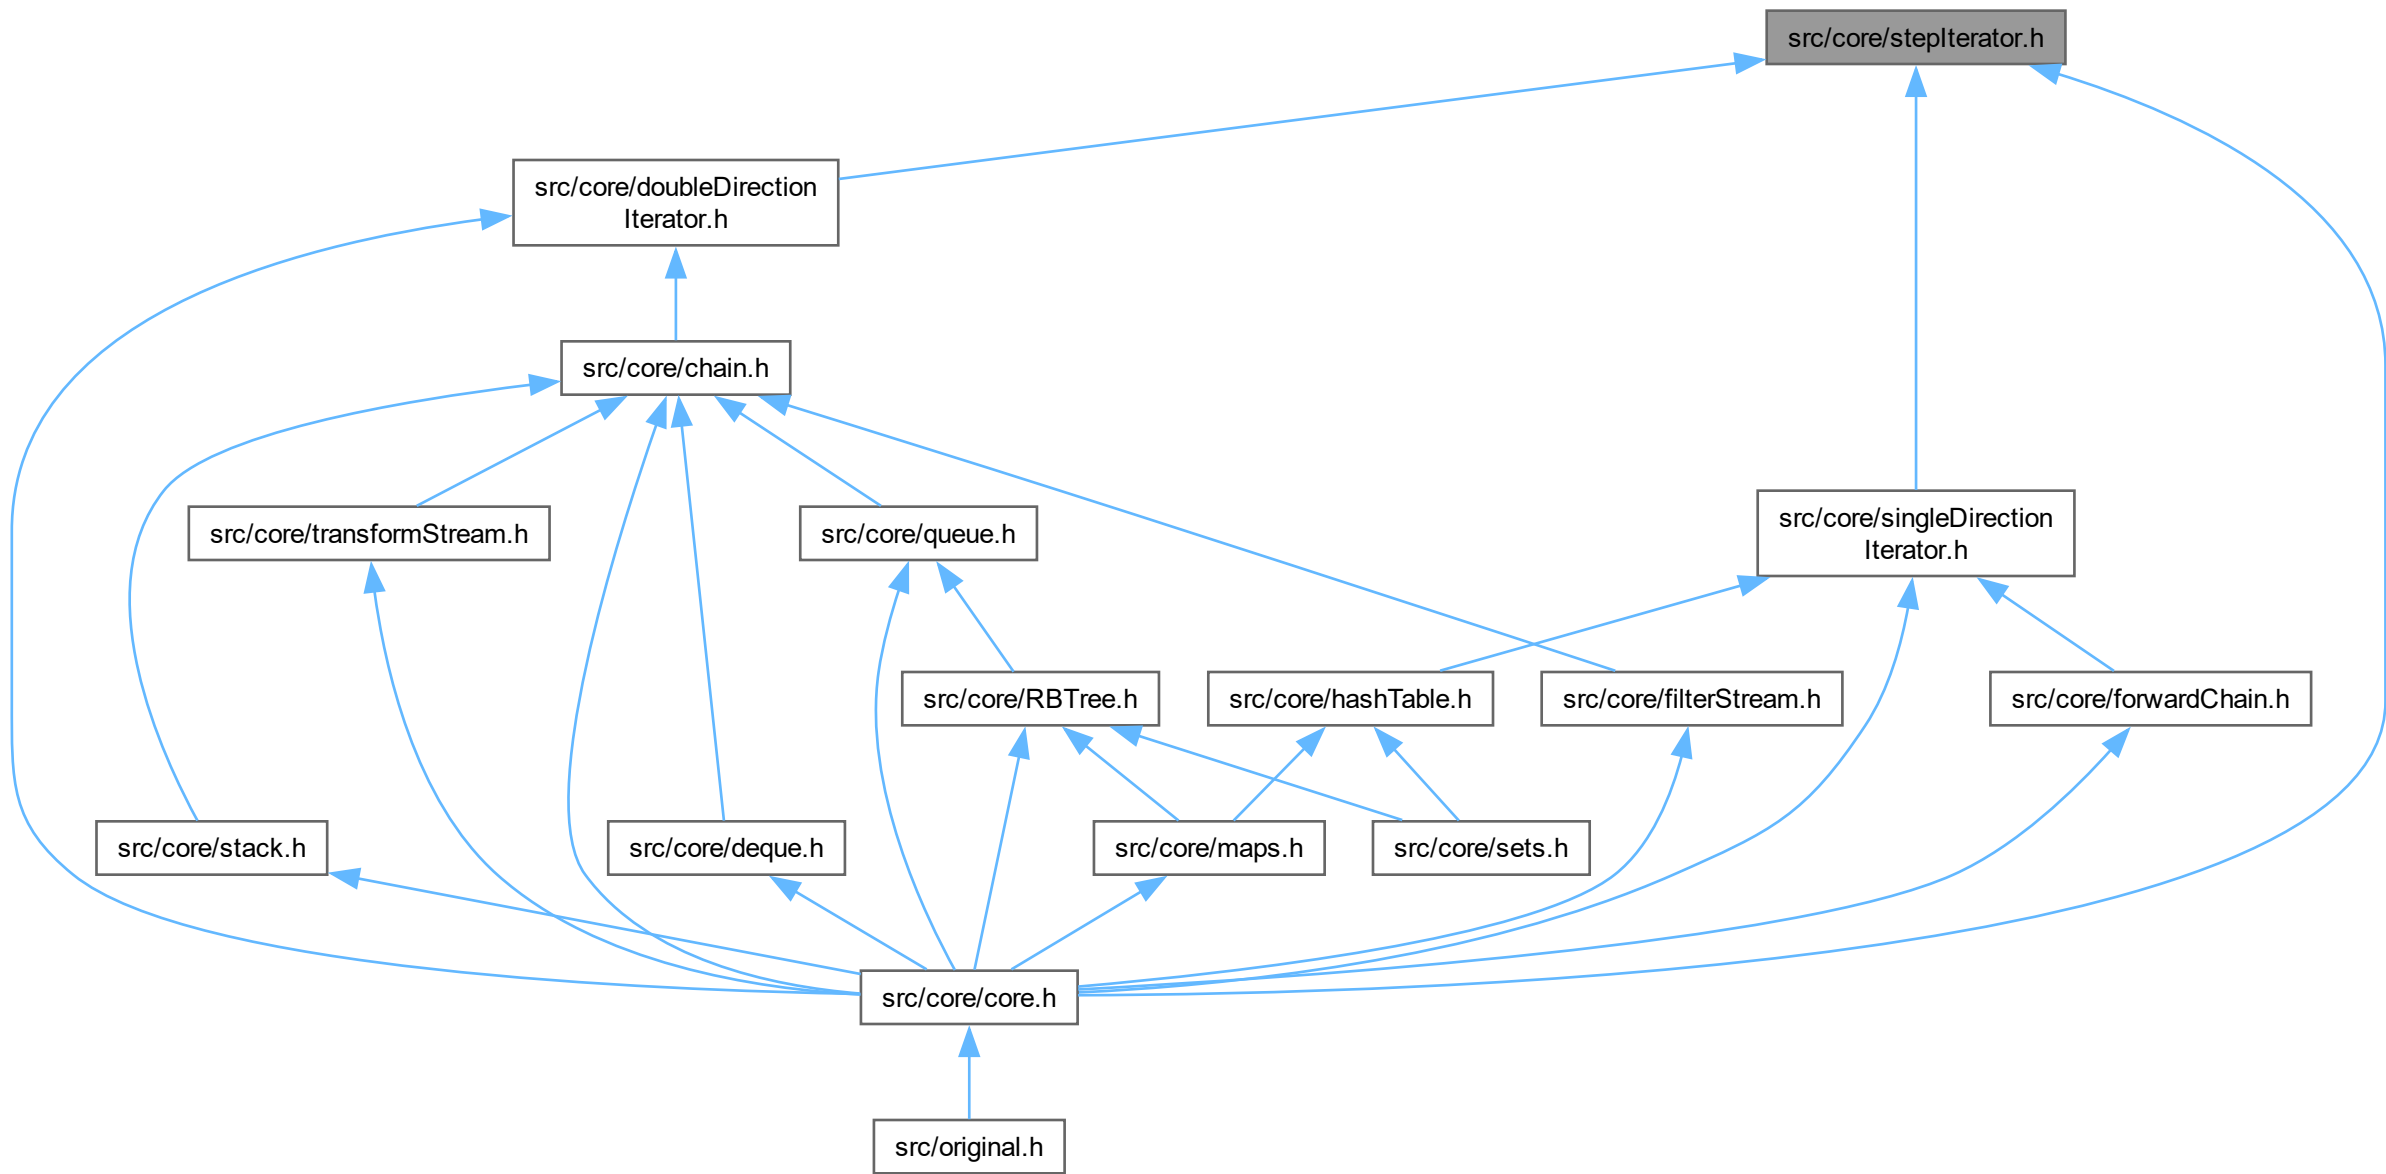 src/core/stepIterator.h
src/core/doubleDirection
Iterator.h
src/core/chain.h
src/core/transformStream.h
src/core/queue.h
src/core/singleDirection
Iterator.h
src/core/RBTree.h
src/core/hashTable.h
src/core/filterStream.h
src/core/forwardChain.h
src/core/stack.h
src/core/deque.h
src/core/maps.h
src/core/sets.h
src/core/core.h
src/original.h